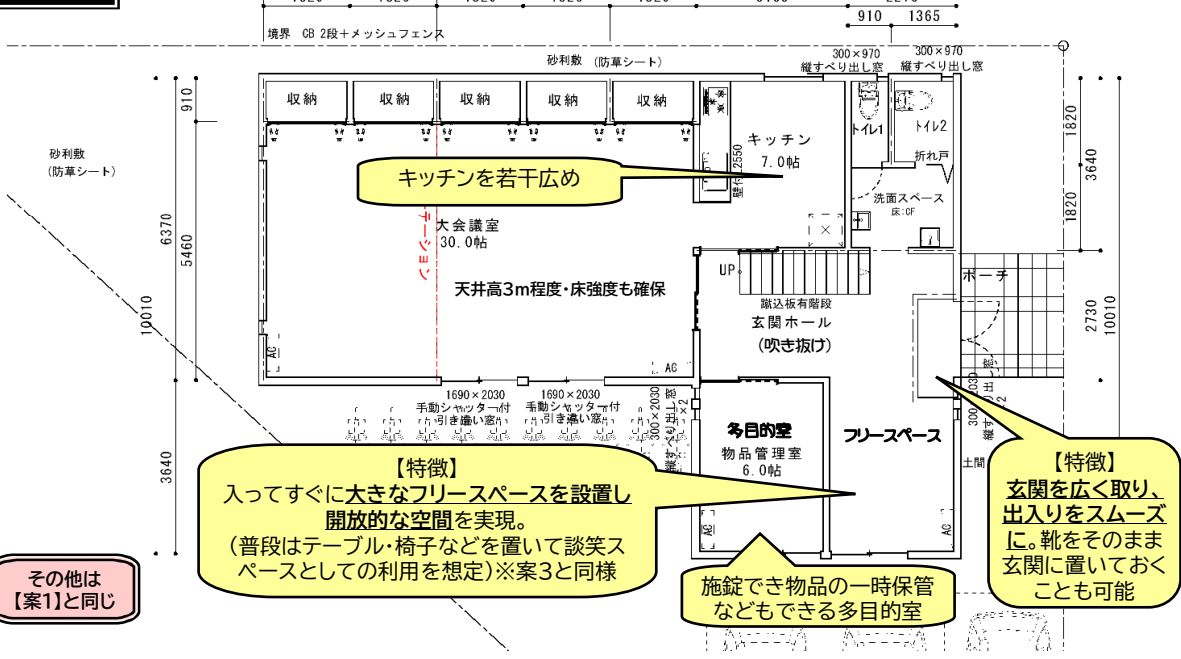 910
1365
境界 CB 2段+メッシュフェンス
砂利敷 (防草シート)
300×970
縦すべり出し窓
300×970
縦すべり出し窓
収納
収納
収納
収納
収納
910
1820
3640
1820
キッチン
7.0帖
トイレ1
トイレ2
折れ戸
砂利敷
(防草シート)
キッチンを若干広め
洗面スペース
床:CF
6370
5460
大会議室
30.0帖
天井高3m程度・床強度も確保
UP
蹴込板有階段
玄関ホール
(吹き抜け)
ポーチ
2730
10010
10010
AC
AC
1690×2030
手動シャッター付
引き違い窓
1690×2030
手動シャッター付
引き違い窓
多目的室
物品管理室
6.0帖
フリースペース
土間
AC
AC
3640
【特徴】
入ってすぐに大きなフリースペースを設置し
開放的な空間を実現。
(普段はテーブル・椅子などを置いて談笑ス
ペースとしての利用を想定)※案3と同様
【特徴】
玄関を広く取り、
出入りをスムーズ
に。靴をそのまま
玄関に置いておく
ことも可能
施錠でき物品の一時保管
などもできる多目的室
その他は
【案1】と同じ